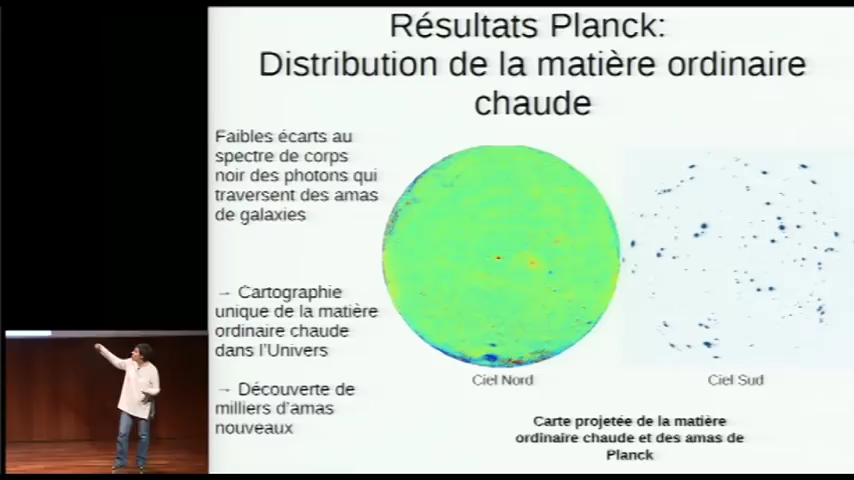 Résultats Planck:
Distribution de la matière ordinaire
chaude
Faibles écarts au
spectre de corps
noir des photons qui
traversent des amas
de galaxies
→ Cartographie
unique de la matière
ordinaire chaude
dans l'Univers
→ Découverte de
milliers d'amas
nouveaux
Ciel Nord
Ciel Sud
Carte projetée de la matière
ordinaire chaude et des amas de
Planck